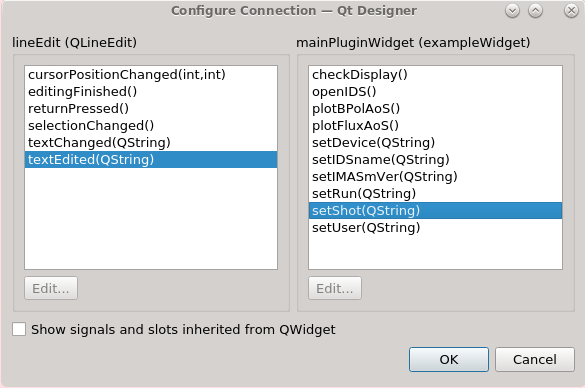 Configure Connection — Qt Designer
lineEdit (QLineEdit)
cursorPositionChanged(int,int)
editingFinished()
returnPressed()
selectionChanged()
textChanged(QString)
textEdited(QString)
Edit...
mainPluginWidget (exampleWidget)
checkDisplay()
openIDS()
plotBPolAoS()
plotFluxAoS()
setDevice(QString)
setIDSname(QString)
setIMASmVer(QString)
setRun(QString)
setShot(QString)
setUser(QString)
Edit...
Show signals and slots inherited from QWidget
OK
Cancel